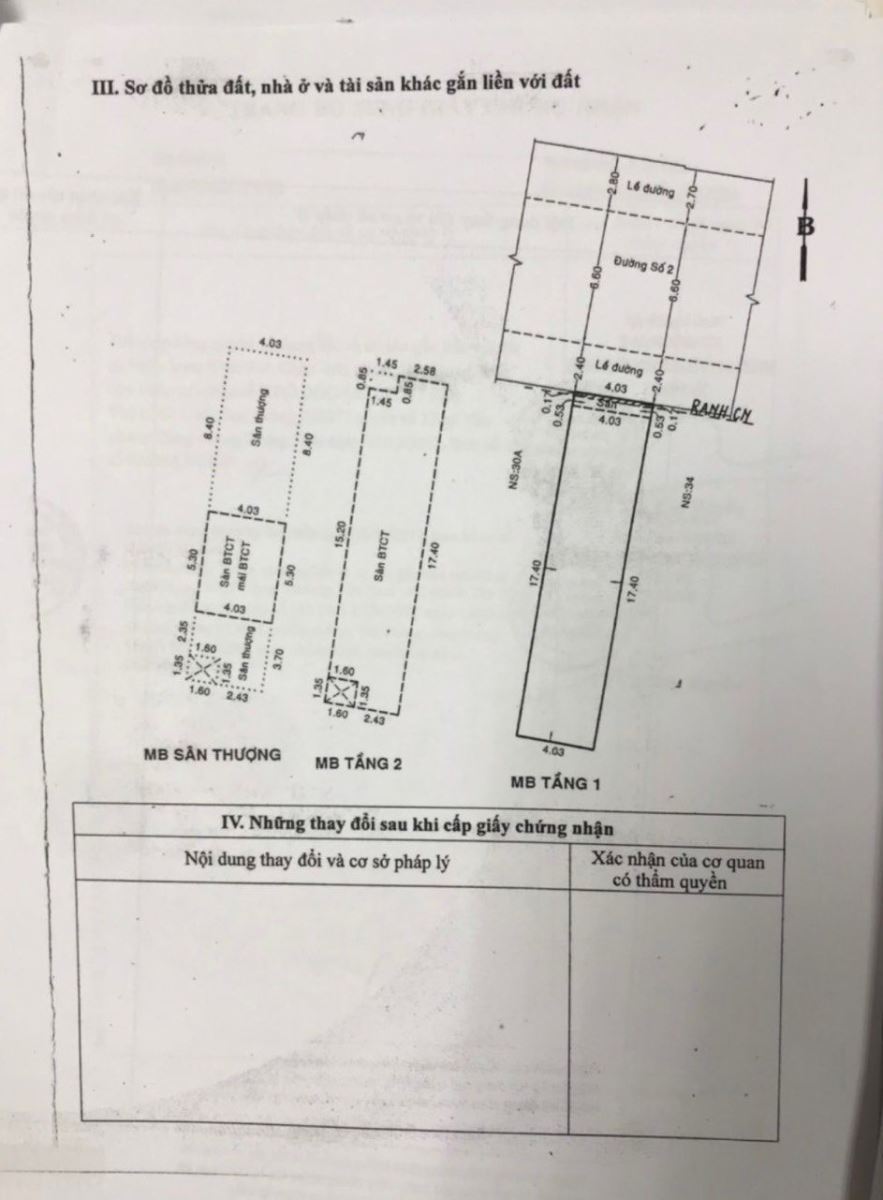 III. Sơ đồ thửa đất, nhà ở và tài sản khác gắn liền với đất
2.80
Lề đường
2.70
B
Đường Số 2
6.60
6.60
2.40
Lề đường
2.40
4.03
0.17
0.53
Sân
4.03
0.53
0.17
RANH CN
NS:30A
NS:34
17.40
17.40
4.03
MB TẦNG 1
1.45
2.58
0.85
1.45
0.85
15.20
Sàn BTCT
17.40
1.60
1.35
1.35
1.60
2.43
MB TẦNG 2
4.03
8.40
Sân thượng
8.40
4.03
5.30
Sàn BTCT
mái BTCT
5.30
4.03
2.35
1.60
Sân thượng
3.70
1.35
1.35
1.60
2.43
MB SÂN THƯỢNG
IV. Những thay đổi sau khi cấp giấy chứng nhận
Nội dung thay đổi và cơ sở pháp lý
Xác nhận của cơ quan
có thẩm quyền